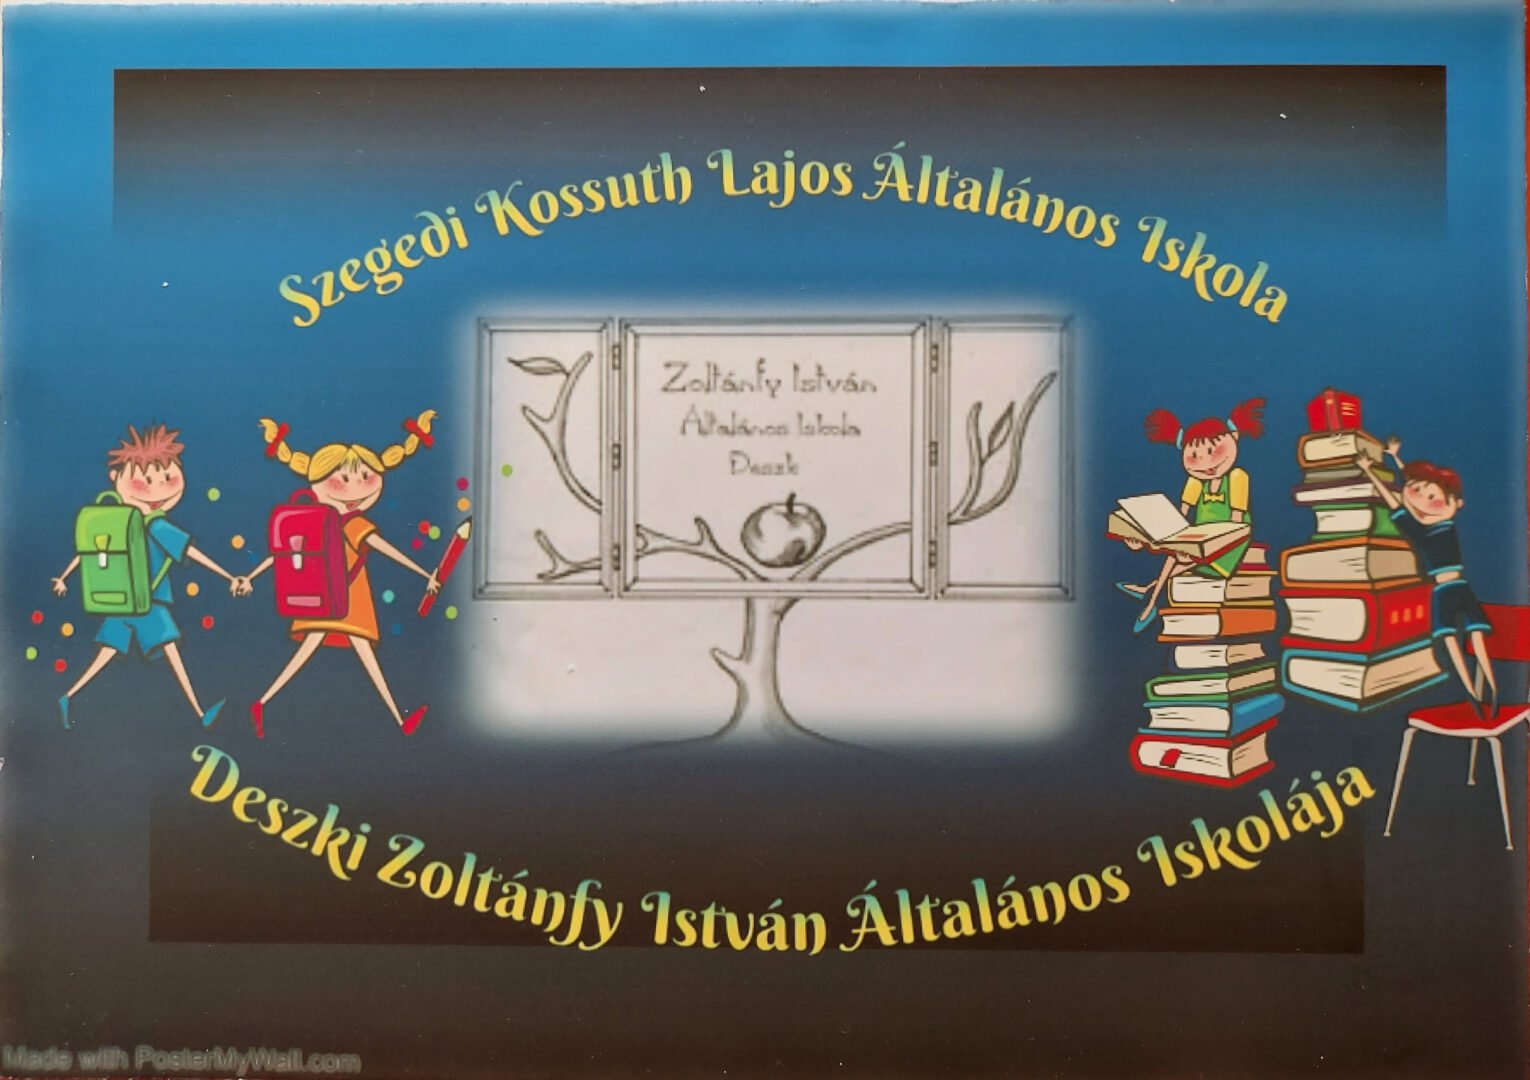 Szegedi Kossuth Lajos Általános Iskola
Zoltánfy István
Általános Iskola
Deszk
Deszki Zoltánfy István Általános Iskolája
Made with PosterMyWall.com